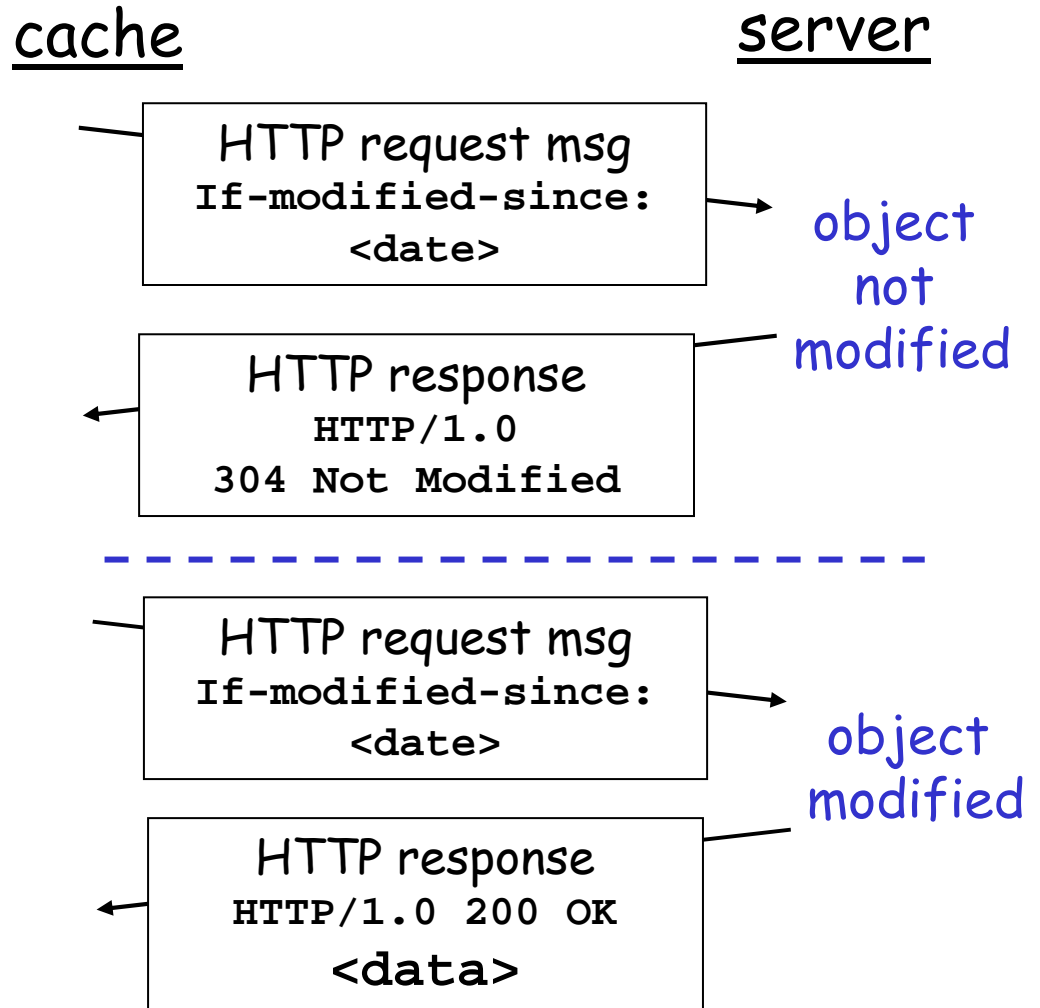 cache
server
HTTP request msg
If-modified-since:
<date>
object
not
modified
HTTP response
HTTP/1.0
304 Not Modified
HTTP request msg
If-modified-since:
<date>
object
modified
HTTP response
HTTP/1.0 200 OK
<data>